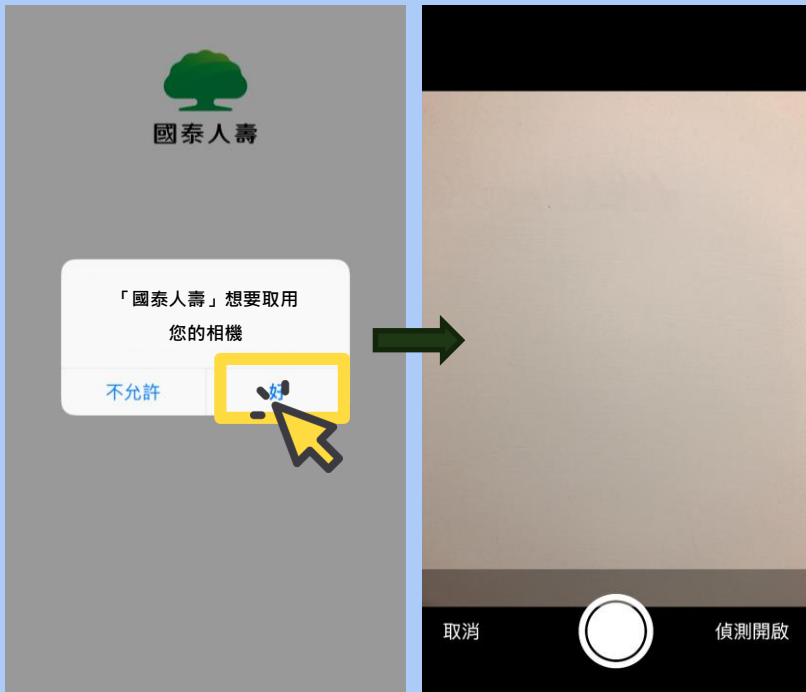 國泰人壽
「國泰人壽」想要取用
您的相機
不允許
好
取消
偵測開啟